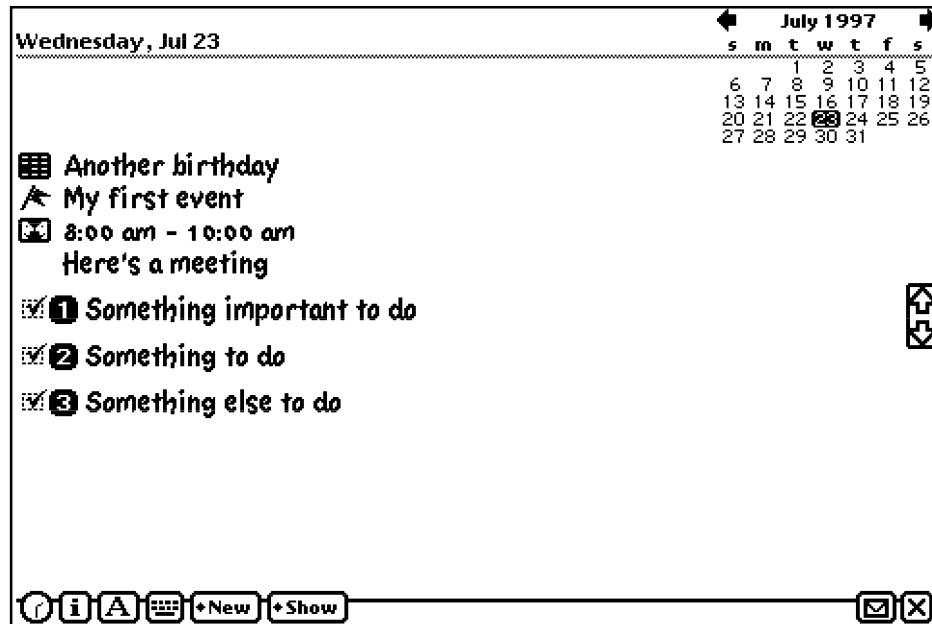 Wednesday, Jul 23
July 1997
s m t w t f s
1 2 3 4 5
6 7 8 9 10 11 12
13 14 15 16 17 18 19
20 21 22 23 24 25 26
27 28 29 30 31
Another birthday
My first event
8:00 am - 10:00 am
Here's a meeting
1 Something important to do
2 Something to do
3 Something else to do
i A New Show